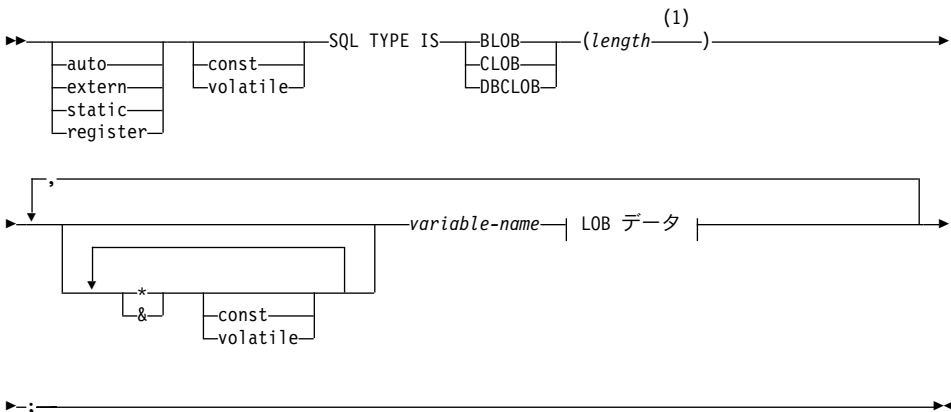 (1)
SQL TYPE IS BLOB (length )
auto const CLOB
extern volatile DBCLOB
static
register
,
variable-name LOB データ
*
& const
volatile
;